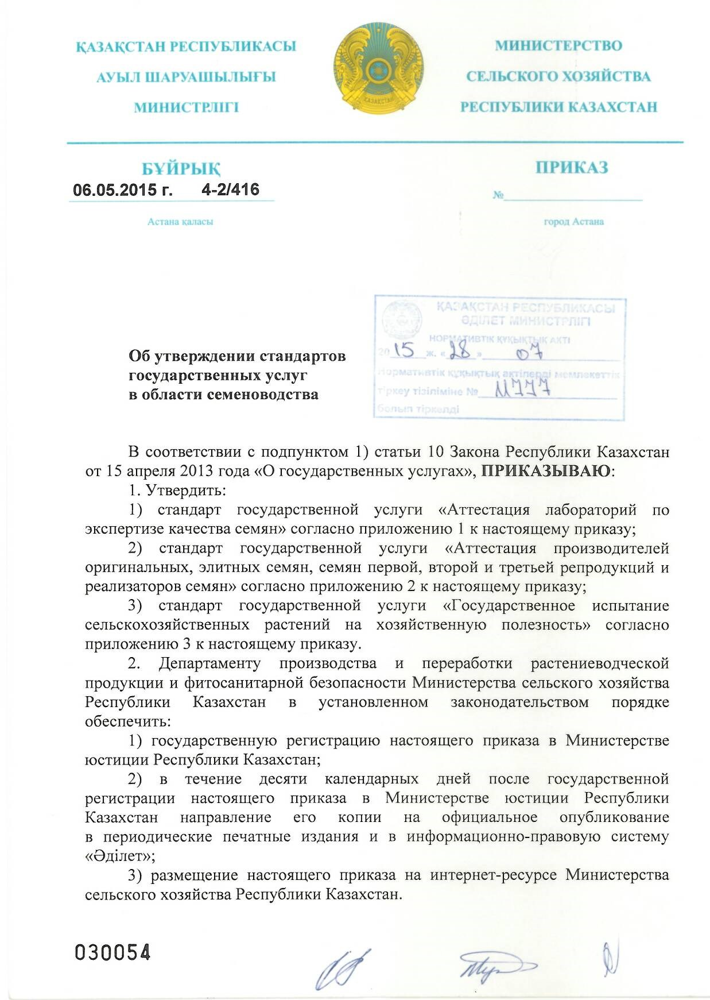 ҚАЗАҚСТАН РЕСПУБЛИКАСЫ
АУЫЛ ШАРУАШЫЛЫҒЫ
МИНИСТРЛІГІ
ҚАЗАҚСТАН
МИНИСТЕРСТВО
СЕЛЬСКОГО ХОЗЯЙСТВА
РЕСПУБЛИКИ КАЗАХСТАН
БҰЙРЫҚ
06.05.2015 г. 4-2/416
Астана қаласы
ПРИКАЗ
№
город Астана
ҚАЗАҚСТАН РЕСПУБЛИКАСЫ
ӘДІЛЕТ МИНИСТРЛІГІ
НОРМАТИВТІК ҚҰҚЫҚТЫҚ АКТІ
2015 ж. «28» 07
Нормативтік құқықтық актілерді мемлекеттік
тіркеу тізіліміне № 11777
болып тіркелді
Об утверждении стандартов
государственных услуг
в области семеноводства
В соответствии с подпунктом 1) статьи 10 Закона Республики Казахстан
от 15 апреля 2013 года «О государственных услугах», ПРИКАЗЫВАЮ:
1. Утвердить:
1) стандарт государственной услуги «Аттестация лабораторий по
экспертизе качества семян» согласно приложению 1 к настоящему приказу;
2) стандарт государственной услуги «Аттестация производителей
оригинальных, элитных семян, семян первой, второй и третьей репродукций и
реализаторов семян» согласно приложению 2 к настоящему приказу;
3) стандарт государственной услуги «Государственное испытание
сельскохозяйственных растений на хозяйственную полезность» согласно
приложению 3 к настоящему приказу.
2. Департаменту производства и переработки растениеводческой
продукции и фитосанитарной безопасности Министерства сельского хозяйства
Республики Казахстан в установленном законодательством порядке
обеспечить:
1) государственную регистрацию настоящего приказа в Министерстве
юстиции Республики Казахстан;
2) в течение десяти календарных дней после государственной
регистрации настоящего приказа в Министерстве юстиции Республики
Казахстан направление его копии на официальное опубликование
в периодические печатные издания и в информационно-правовую систему
«Әділет»;
3) размещение настоящего приказа на интернет-ресурсе Министерства
сельского хозяйства Республики Казахстан.
030054